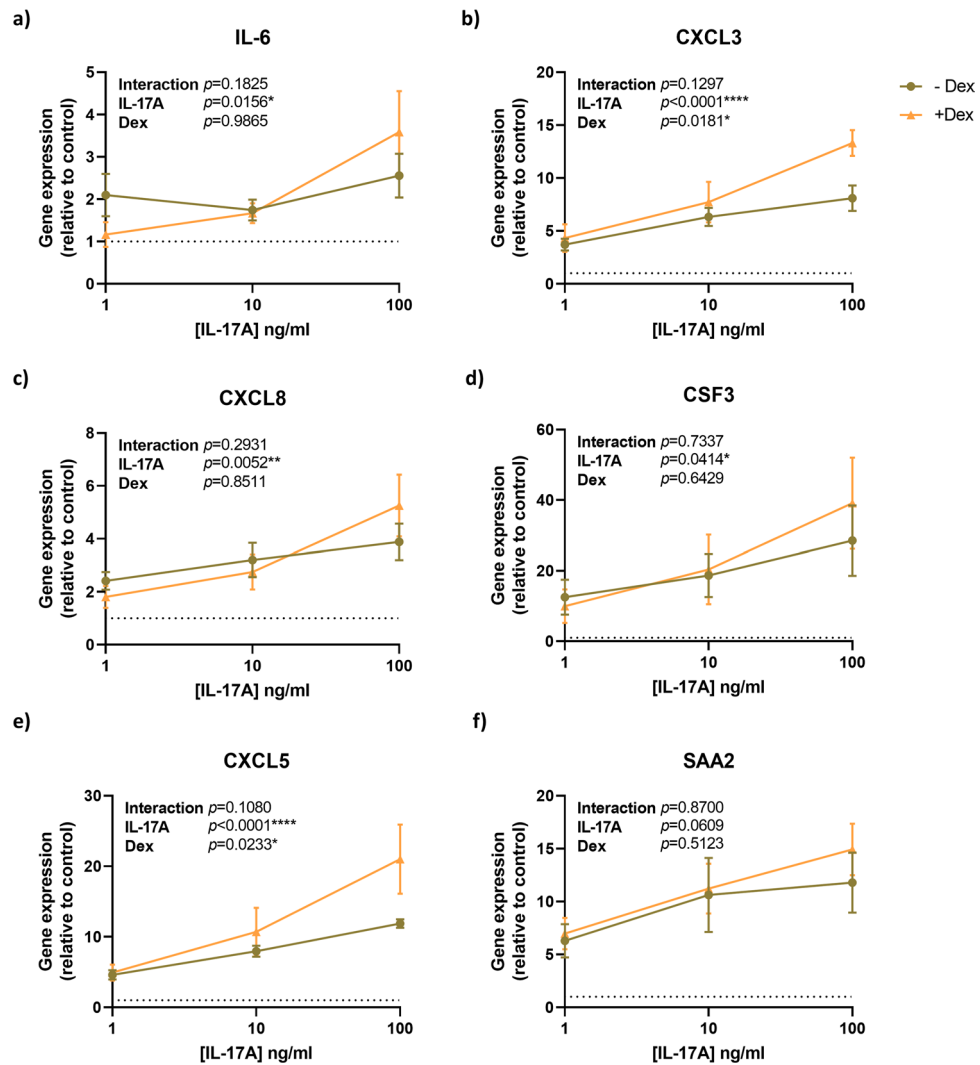 a)
IL-6
Interaction p=0.1825
IL-17A p=0.0156*
Dex p=0.9865
Gene expression
(relative to control)
5
4
3
2
1
0
1 10 100
[IL-17A] ng/ml
b)
CXCL3
Interaction p=0.1297
IL-17A p<0.0001****
Dex p=0.0181*
Gene expression
(relative to control)
20
15
10
5
0
1 10 100
[IL-17A] ng/ml
- Dex
+Dex
c)
CXCL8
Interaction p=0.2931
IL-17A p=0.0052**
Dex p=0.8511
Gene expression
(relative to control)
8
6
4
2
0
1 10 100
[IL-17A] ng/ml
d)
CSF3
Interaction p=0.7337
IL-17A p=0.0414*
Dex p=0.6429
Gene expression
(relative to control)
60
40
20
0
1 10 100
[IL-17A] ng/ml
e)
CXCL5
Interaction p=0.1080
IL-17A p<0.0001****
Dex p=0.0233*
Gene expression
(relative to control)
30
20
10
0
1 10 100
[IL-17A] ng/ml
f)
SAA2
Interaction p=0.8700
IL-17A p=0.0609
Dex p=0.5123
Gene expression
(relative to control)
20
15
10
5
0
1 10 100
[IL-17A] ng/ml